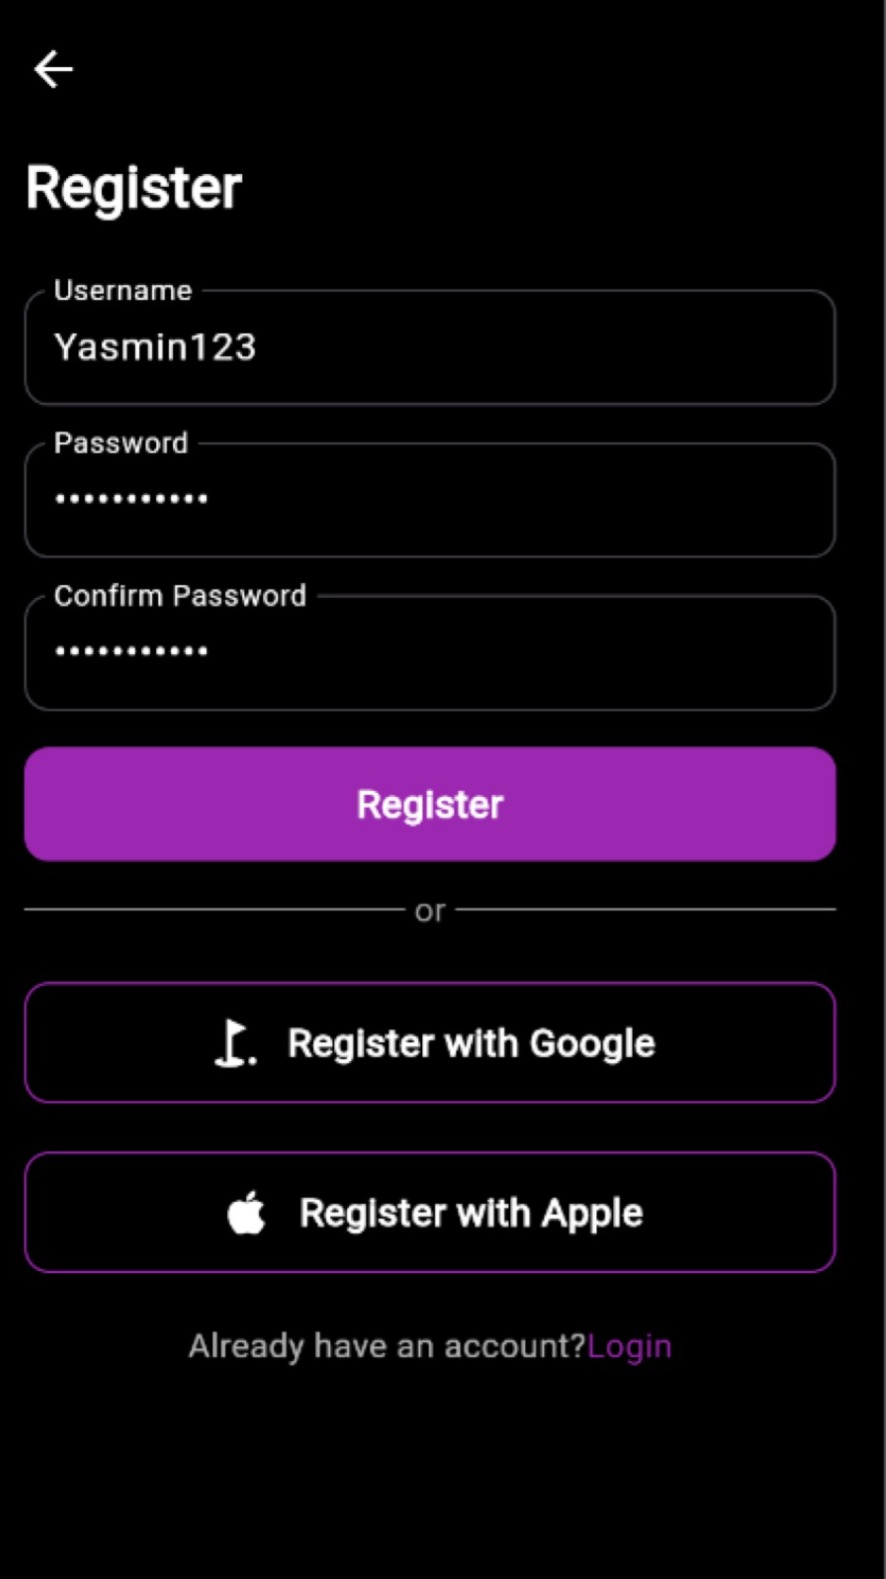 Register
Username
Yasmin123
Password
•••••••••••
Confirm Password
•••••••••••
Register
or
Register with Google
Register with Apple
Already have an account?Login